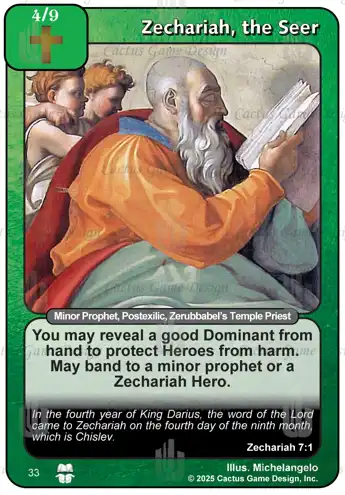 4/9
Zechariah, the Seer
Cactus Game Design
Minor Prophet, Postexilic, Zerubbabel's Temple Priest
You may reveal a good Dominant from
hand to protect Heroes from harm.
May band to a minor prophet or a
Zechariah Hero.
In the fourth year of King Darius, the word of the Lord
came to Zechariah on the fourth day of the ninth month,
which is Chislev.
Zechariah 7:1
33
Illus. Michelangelo
© 2025 Cactus Game Design, Inc.